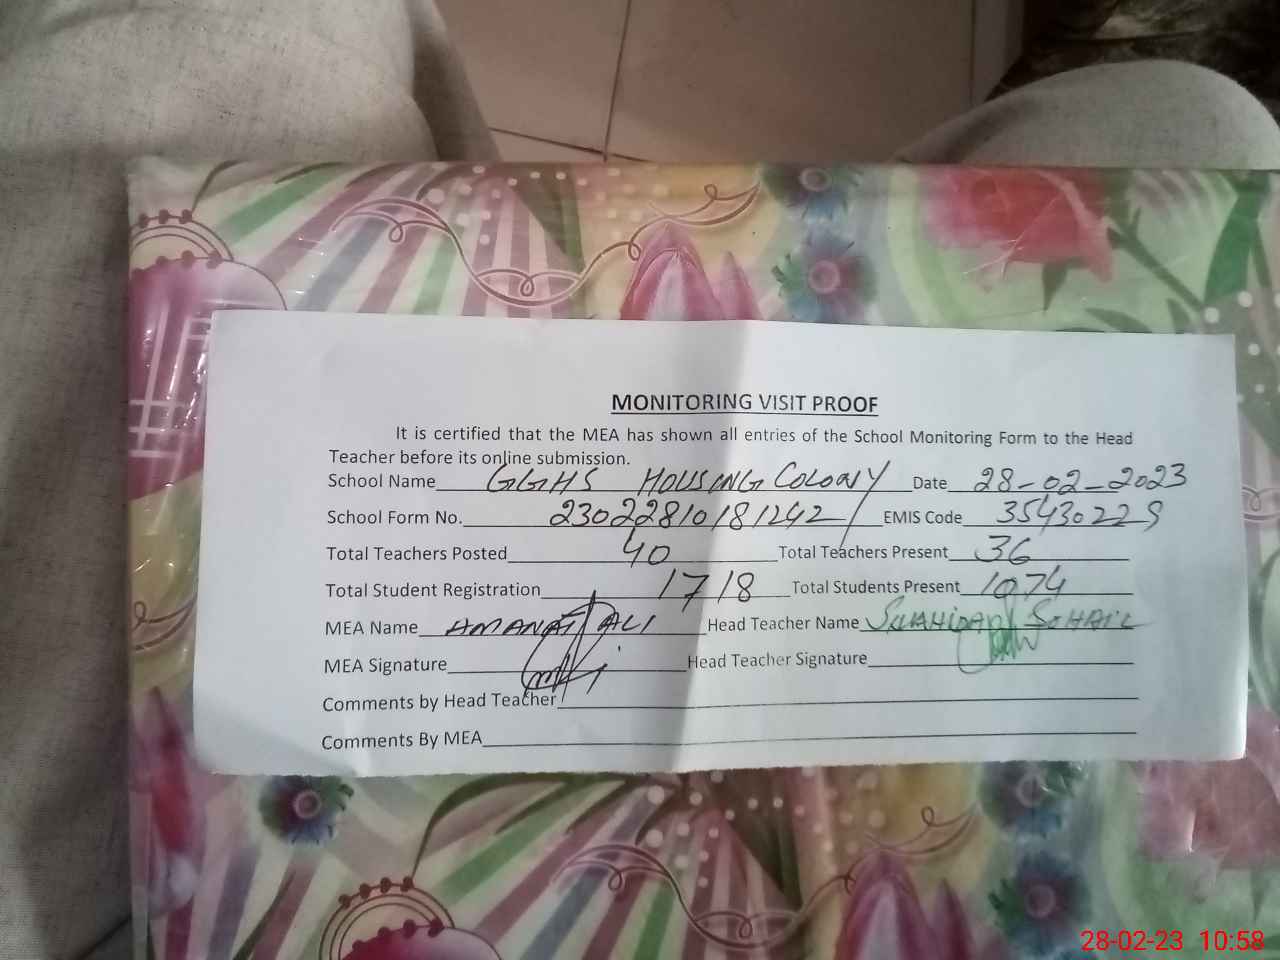 MONITORING VISIT PROOF
It is certified that the MEA has shown all entries of the School Monitoring Form to the Head
Teacher before its online submission.
School Name GGHS HOUSING COLONY Date 28-02-2023
School Form No. 23022810181242 EMIS Code 35430229
Total Teachers Posted 40 Total Teachers Present 36
Total Student Registration 1718 Total Students Present 1074
MEA Name AMANAT ALI Head Teacher Name SHAHIDAH SOHAIL
MEA Signature Head Teacher Signature
Comments by Head Teacher
Comments By MEA
28-02-23 10:58